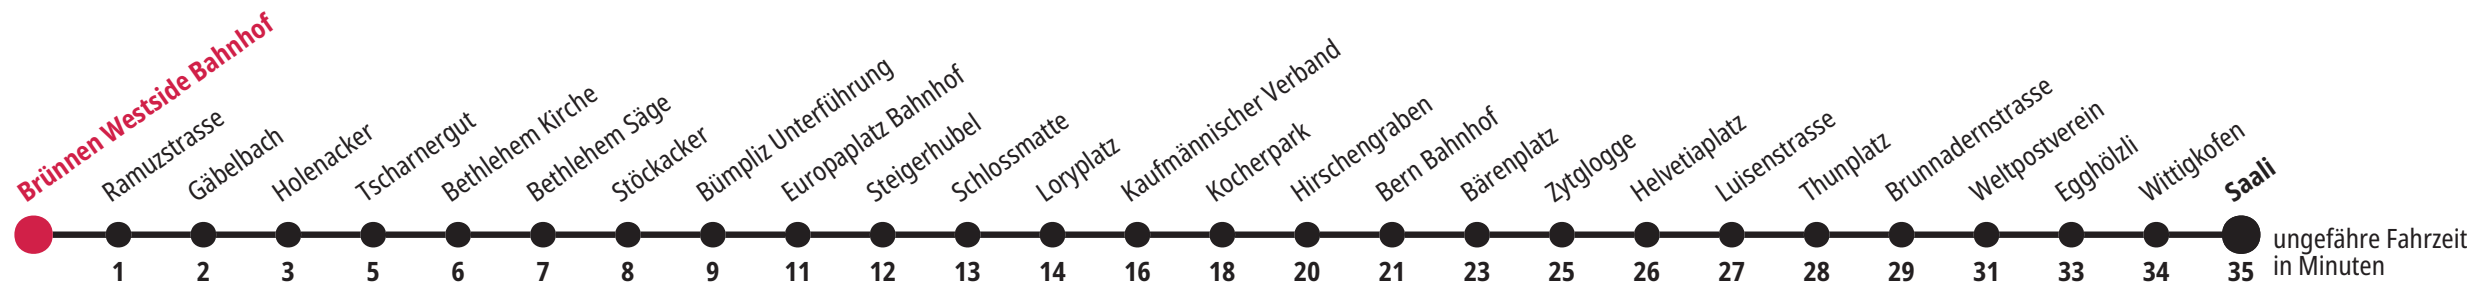 Brünnen Westside Bahnhof
Ramuzstrasse
Gäbelbach
Holenacker
Tscharnergut
Bethlehem Kirche
Bethlehem Säge
Stöckacker
Bümpliz Unterführung
Europaplatz Bahnhof
Steigerhubel
Schlossmatte
Loryplatz
Kaufmännischer Verband
Kocherpark
Hirschengraben
Bern Bahnhof
Bärenplatz
Zytglogge
Helvetiaplatz
Luisenstrasse
Thunplatz
Brunnadernstrasse
Weltpostverein
Egghölzli
Wittigkofen
Saali
1 2 3 5 6 7 8 9 11 12 13 14 16 18 20 21 23 25 26 27 28 29 31 33 34 35
ungefähre Fahrzeit
in Minuten